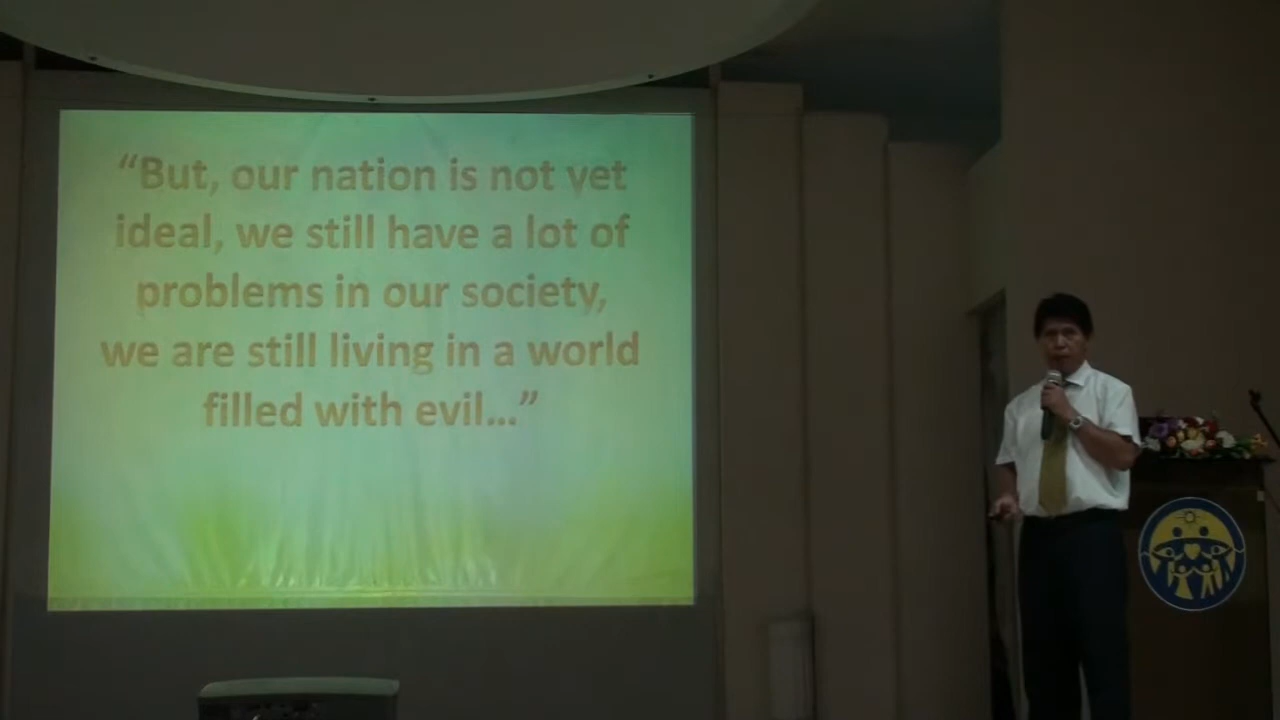 “But, our nation is not yet
ideal, we still have a lot of
problems in our society,
we are still living in a world
filled with evil...”